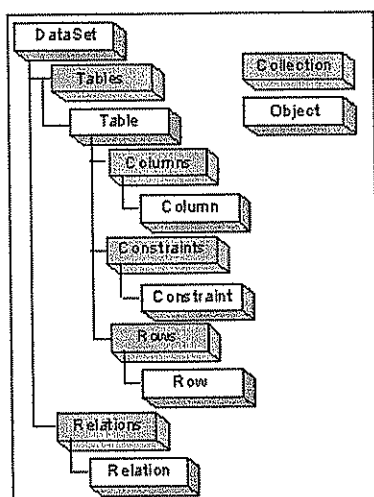 DataSet
Tables
Collection
Object
Table
Columns
Column
Constraints
Constraint
Rows
Row
Relations
Relation